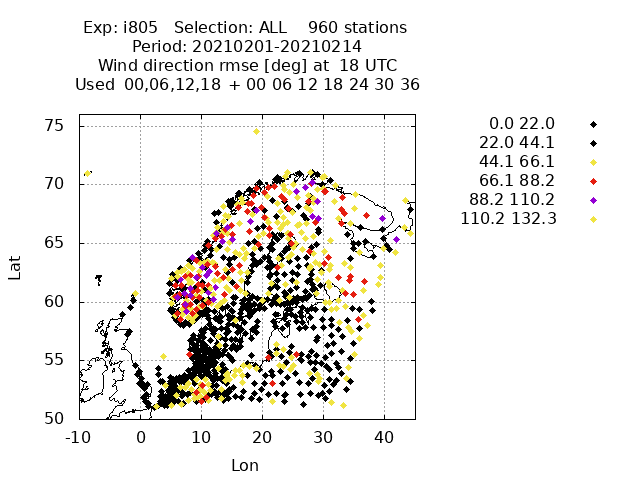 Exp: i805 Selection: ALL 960 stations
Period: 20210201-20210214
Wind direction rmse [deg] at 18 UTC
Used 00,06,12,18 + 00 06 12 18 24 30 36
0.0 22.0
22.0 44.1
44.1 66.1
66.1 88.2
88.2 110.2
110.2 132.3
75
70
65
60
55
50
Lat
-10 0 10 20 30 40
Lon